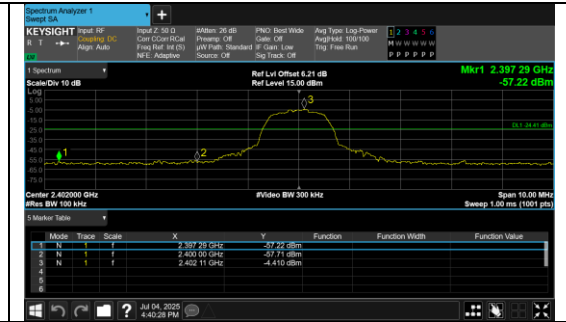 Spectrum Analyzer 1
Swept SA
+
KEYSIGHT Input: RF Input Z: 50 Ω #Atten: 26 dB PNO: Best Wide Avg Type: Log-Power 1 2 3 4 5 6
R T Coupling: DC Corr CCorr RCal Preamp: Off Gate: Off Avg|Hold: 100/100 M W W W W W
Align: Auto Freq Ref: Int (S) µW Path: Standard IF Gain: Low Trig: Free Run P P P P P P
NFE: Adaptive Source: Off Sig Track: Off
1 Spectrum Ref Lvl Offset 6.21 dB Mkr1 2.397 29 GHz
Scale/Div 10 dB Ref Level 15.00 dBm -57.22 dBm
Log
5.00
-5.00
-15.0
-25.0
-35.0
-45.0
-55.0
-65.0
-75.0
3
DL1 -24.41 dBm
1
2
Center 2.402000 GHz #Video BW 300 kHz Span 10.00 MHz
#Res BW 100 kHz Sweep 1.00 ms (1001 pts)
5 Marker Table
Mode Trace Scale X Y Function Function Width Function Value
1 N 1 f 2.397 29 GHz -57.22 dBm
2 N 1 f 2.400 00 GHz -57.71 dBm
3 N 1 f 2.402 11 GHz -4.410 dBm
4
5
6
? Jul 04, 2025
4:40:28 PM